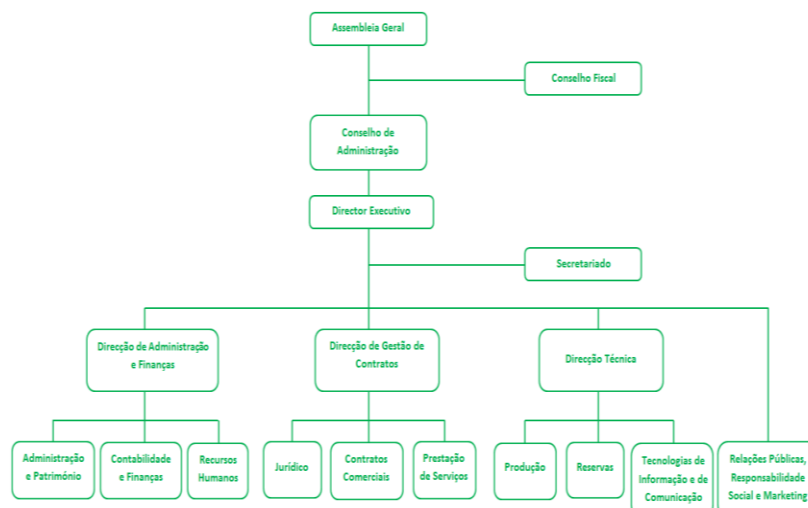 Assembleia Geral
Conselho Fiscal
Conselho de
Administração
Director Executivo
Secretariado
Direcção de Administração
e Finanças
Direcção de Gestão de
Contratos
Direcção Técnica
Administração
e Património
Contabilidade
e Finanças
Recursos
Humanos
Jurídico
Contratos
Comerciais
Prestação
de Serviços
Produção
Reservas
Tecnologias de
Informação e de
Comunicação
Relações Públicas,
Responsabilidade
Social e Marketing